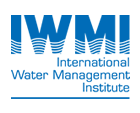 IWMI
International
Water Management
Institute